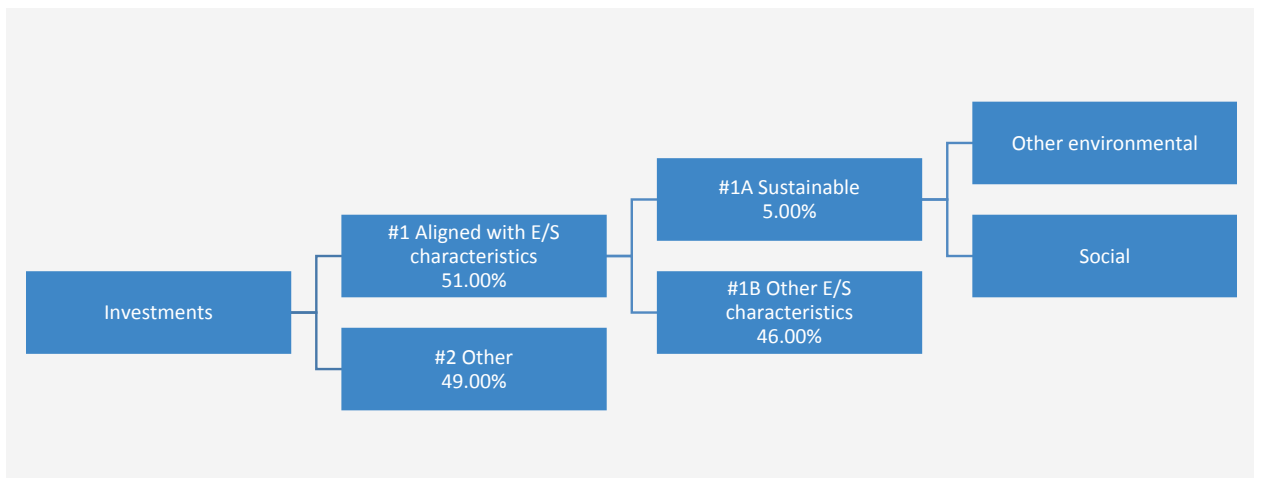 Investments
#1 Aligned with E/S
characteristics
51.00%
#2 Other
49.00%
#1A Sustainable
5.00%
#1B Other E/S
characteristics
46.00%
Other environmental
Social